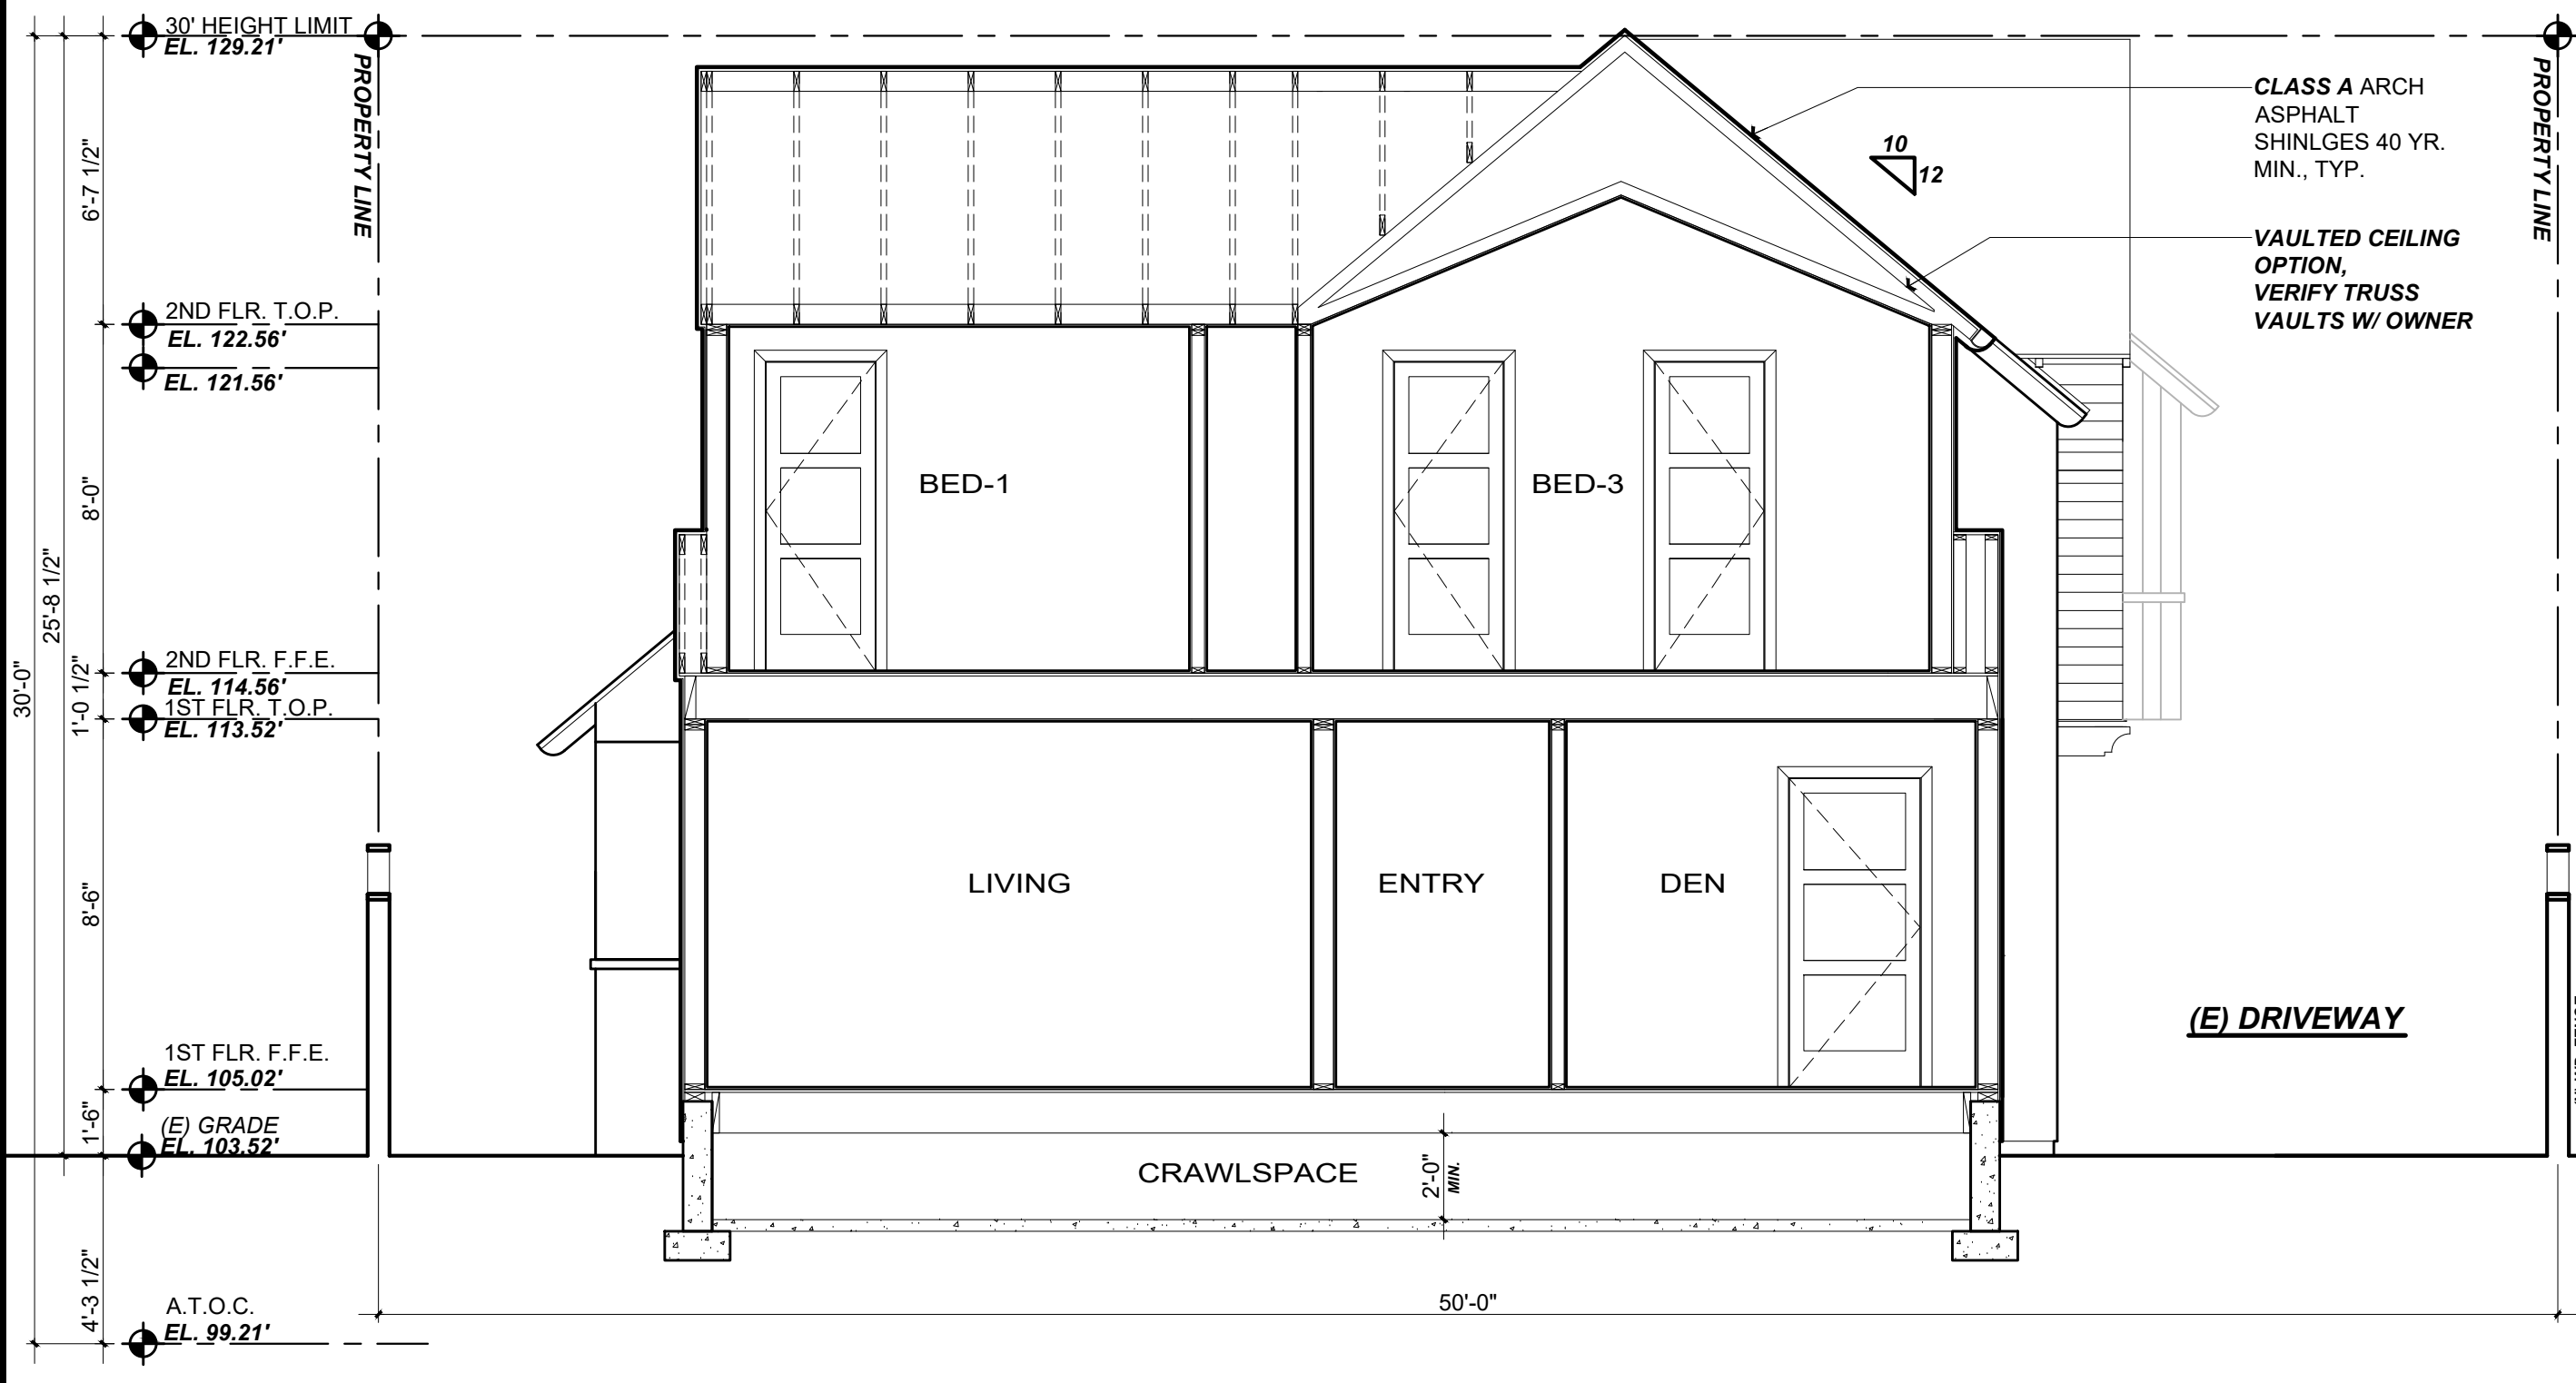 30' HEIGHT LIMIT
EL. 129.21'
PROPERTY LINE
PROPERTY LINE
CLASS A ARCH
ASPHALT
SHINLGES 40 YR.
MIN., TYP.
10
12
VAULTED CEILING
OPTION,
VERIFY TRUSS
VAULTS W/ OWNER
6'-7 1/2"
2ND FLR. T.O.P.
EL. 122.56'
EL. 121.56'
8'-0"
BED-1
BED-3
25'-8 1/2"
30'-0"
2ND FLR. F.F.E.
EL. 114.56'
1'-0 1/2"
1ST FLR. T.O.P.
EL. 113.52'
8'-6"
LIVING
ENTRY
DEN
(E) DRIVEWAY
1ST FLR. F.F.E.
EL. 105.02'
1'-6"
(E) GRADE
EL. 103.52'
CRAWLSPACE
2'-0"
MIN.
4'-3 1/2"
A.T.O.C.
EL. 99.21'
50'-0"